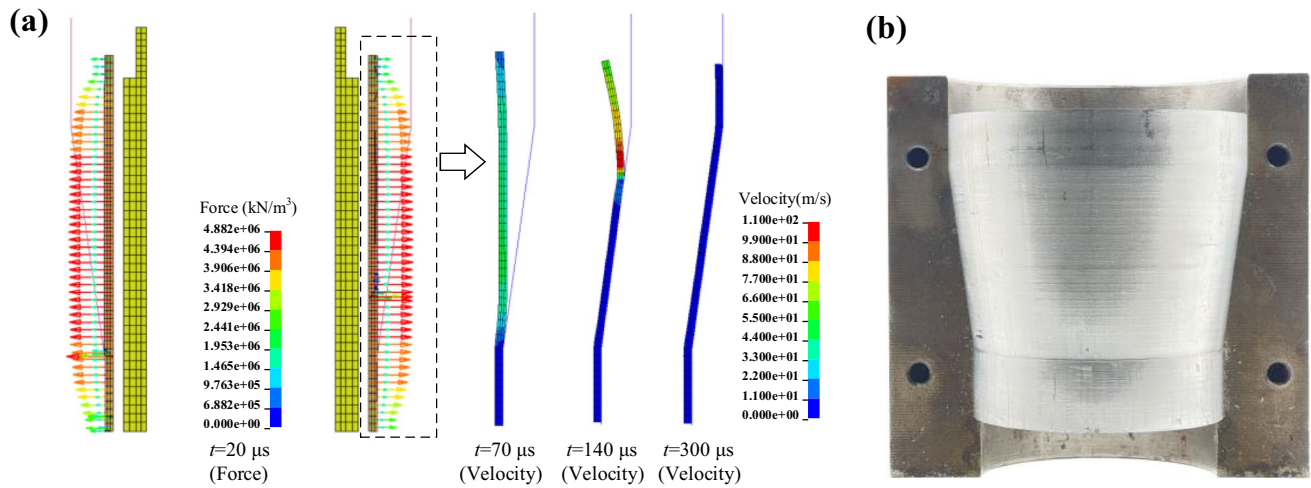 (a)
(b)
Force (kN/m³)
4.882e+06
4.394e+06
3.906e+06
3.418e+06
2.929e+06
2.441e+06
1.953e+06
1.465e+06
9.763e+05
6.882e+05
0.000e+00
Velocity(m/s)
1.100e+02
9.900e+01
8.800e+01
7.700e+01
6.600e+01
5.500e+01
4.400e+01
3.300e+01
2.200e+01
1.100e+01
0.000e+00
t=20 μs
(Force)
t=70 μs
(Velocity)
t=140 μs
(Velocity)
t=300 μs
(Velocity)